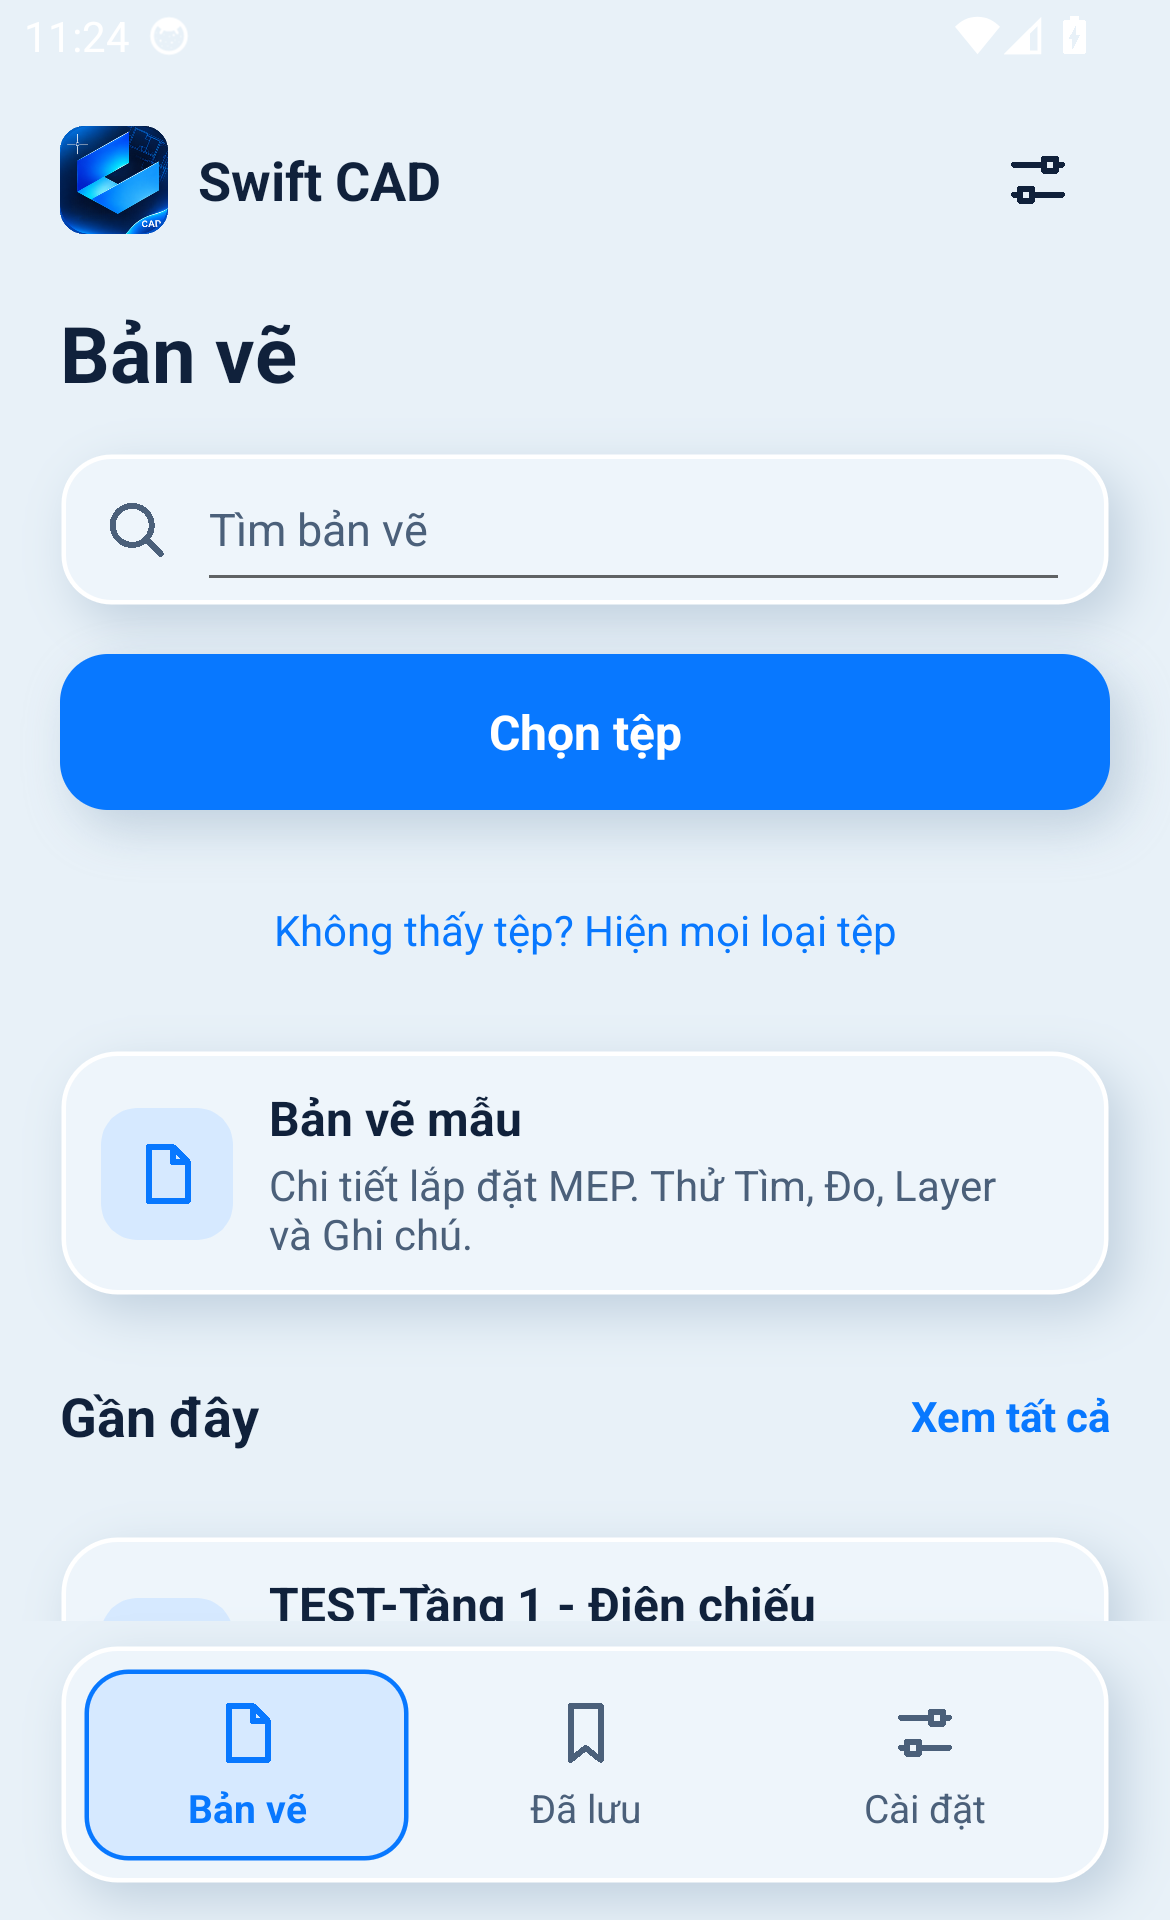 11:24
CAD
Swift CAD
Bản vẽ
Tìm bản vẽ
Chọn tệp
Không thấy tệp? Hiện mọi loại tệp
Bản vẽ mẫu
Chi tiết lắp đặt MEP. Thử Tìm, Đo, Layer
và Ghi chú.
Gần đây
Xem tất cả
TEST-Tầng 1 - Điện chiếu
Bản vẽ
Đã lưu
Cài đặt